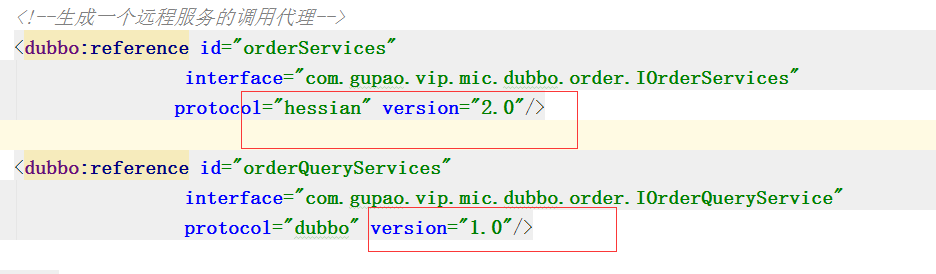 <!--生成一个远程服务的调用代理-->
<dubbo:reference id="orderServices"
interface="com.gupao.vip.mic.dubbo.order.IOrderServices"
protocol="hessian" version="2.0"/>
<dubbo:reference id="orderQueryServices"
interface="com.gupao.vip.mic.dubbo.order.IOrderQueryService"
protocol="dubbo" version="1.0"/>